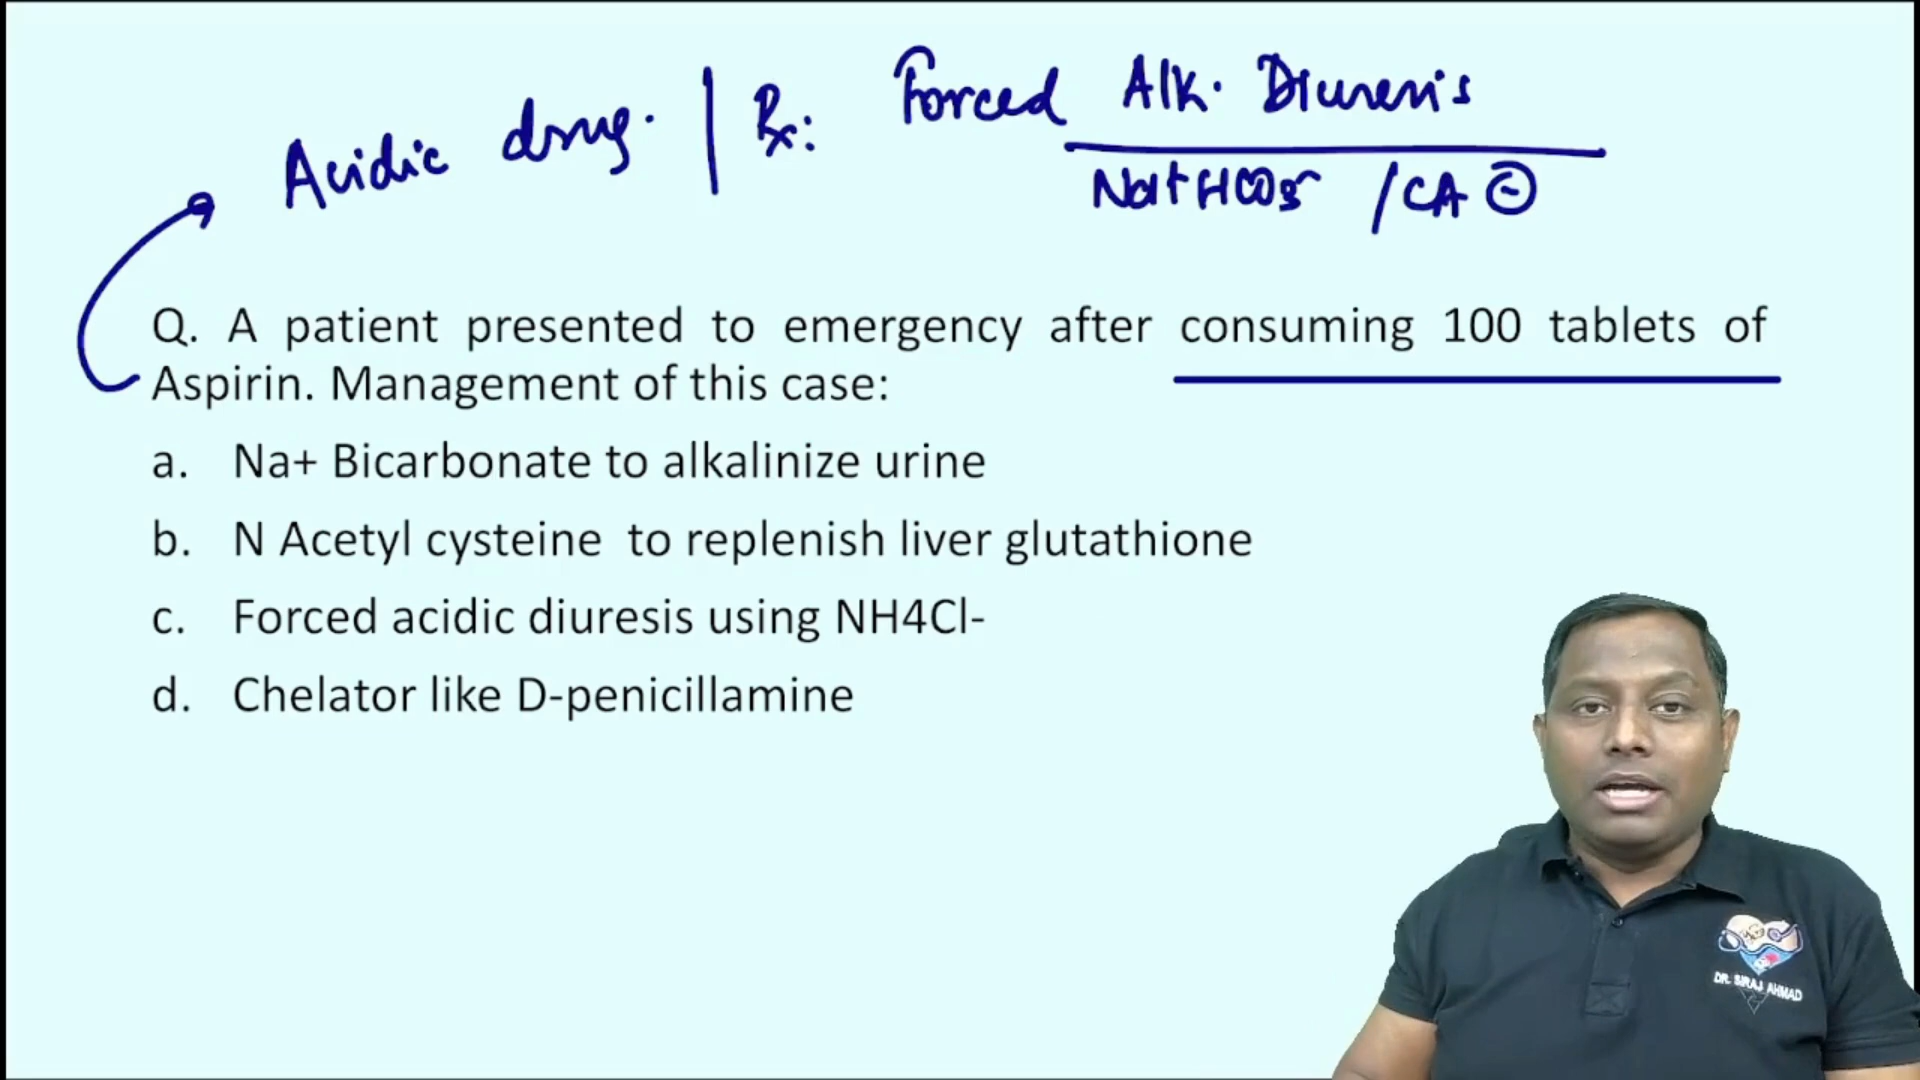 Acidic drug. | Rx: Forced Alk. Diuresis
Na+HCO3- / CA ⊖
Q. A patient presented to emergency after consuming 100 tablets of
Aspirin. Management of this case:
a. Na+ Bicarbonate to alkalinize urine
b. N Acetyl cysteine to replenish liver glutathione
c. Forced acidic diuresis using NH4Cl-
d. Chelator like D-penicillamine
DR. SIRAJ AHMAD